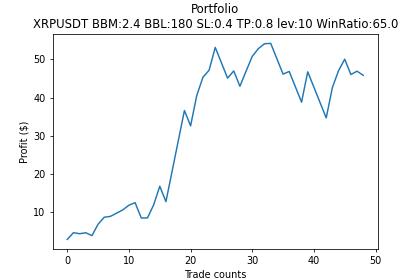 Portfolio
XRPUSDT BBM:2.4 BBL:180 SL:0.4 TP:0.8 lev:10 WinRatio:65.0
50
40
30
20
10
Profit ($)
0 10 20 30 40 50
Trade counts